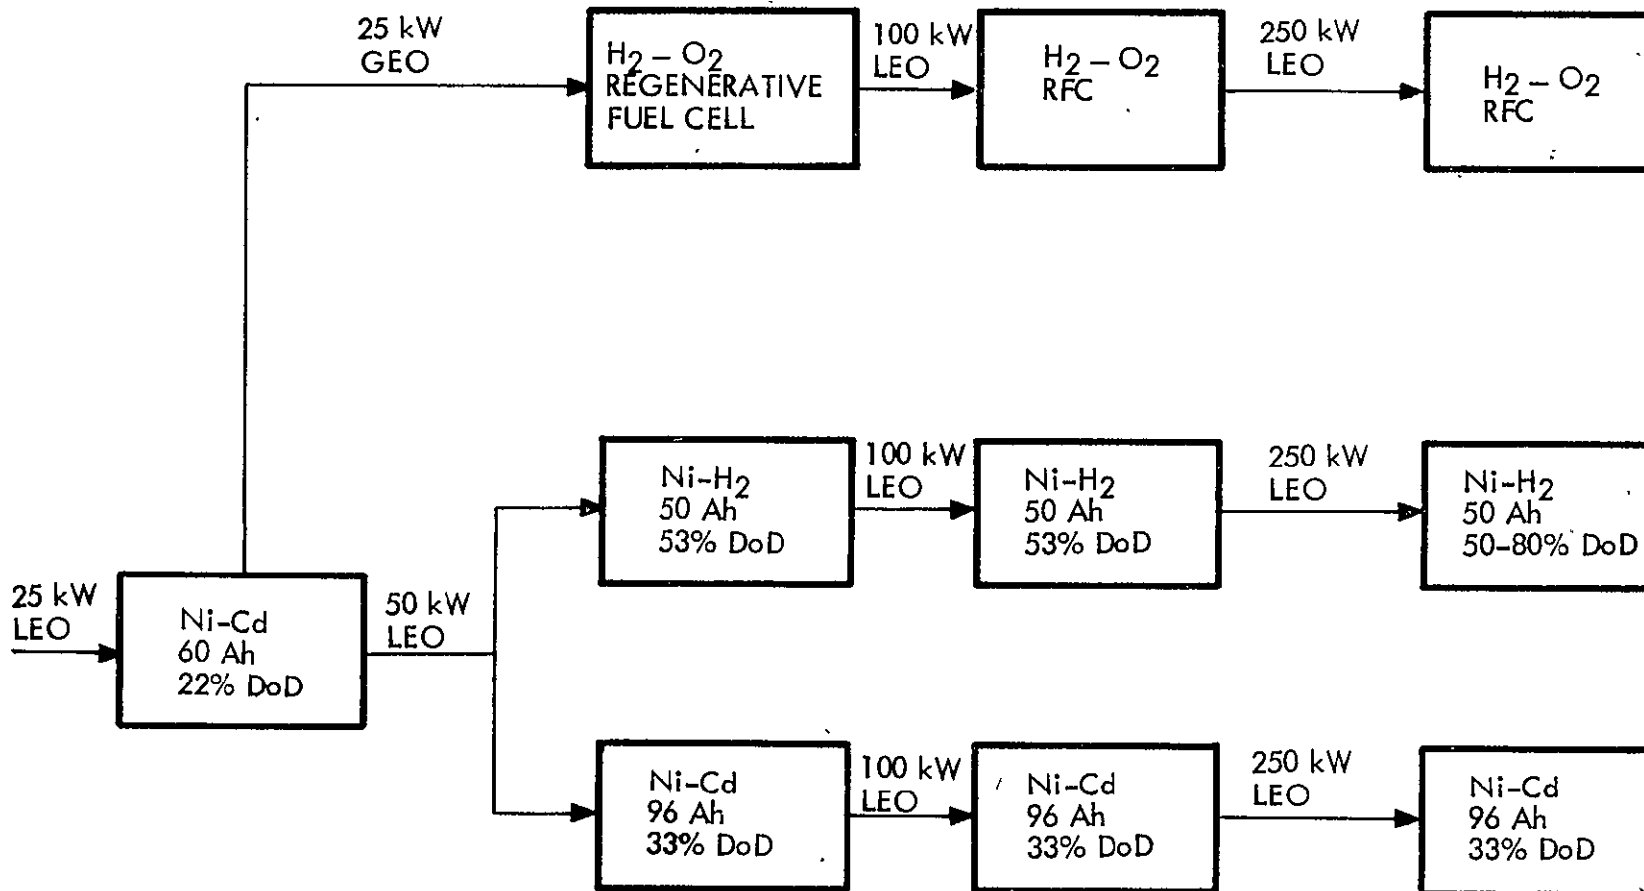 25 kW
GEO
H2 – O2
REGENERATIVE
FUEL CELL
100 kW
LEO
H2 – O2
RFC
250 kW
LEO
H2 – O2
RFC
Ni-H2
50 Ah
53% DoD
100 kW
LEO
Ni-H2
50 Ah
53% DoD
250 kW
LEO
Ni-H2
50 Ah
50-80% DoD
25 kW
LEO
Ni-Cd
60 Ah
22% DoD
50 kW
LEO
Ni-Cd
96 Ah
33% DoD
100 kW
LEO
Ni-Cd
96 Ah
33% DoD
250 kW
LEO
Ni-Cd
96 Ah
33% DoD